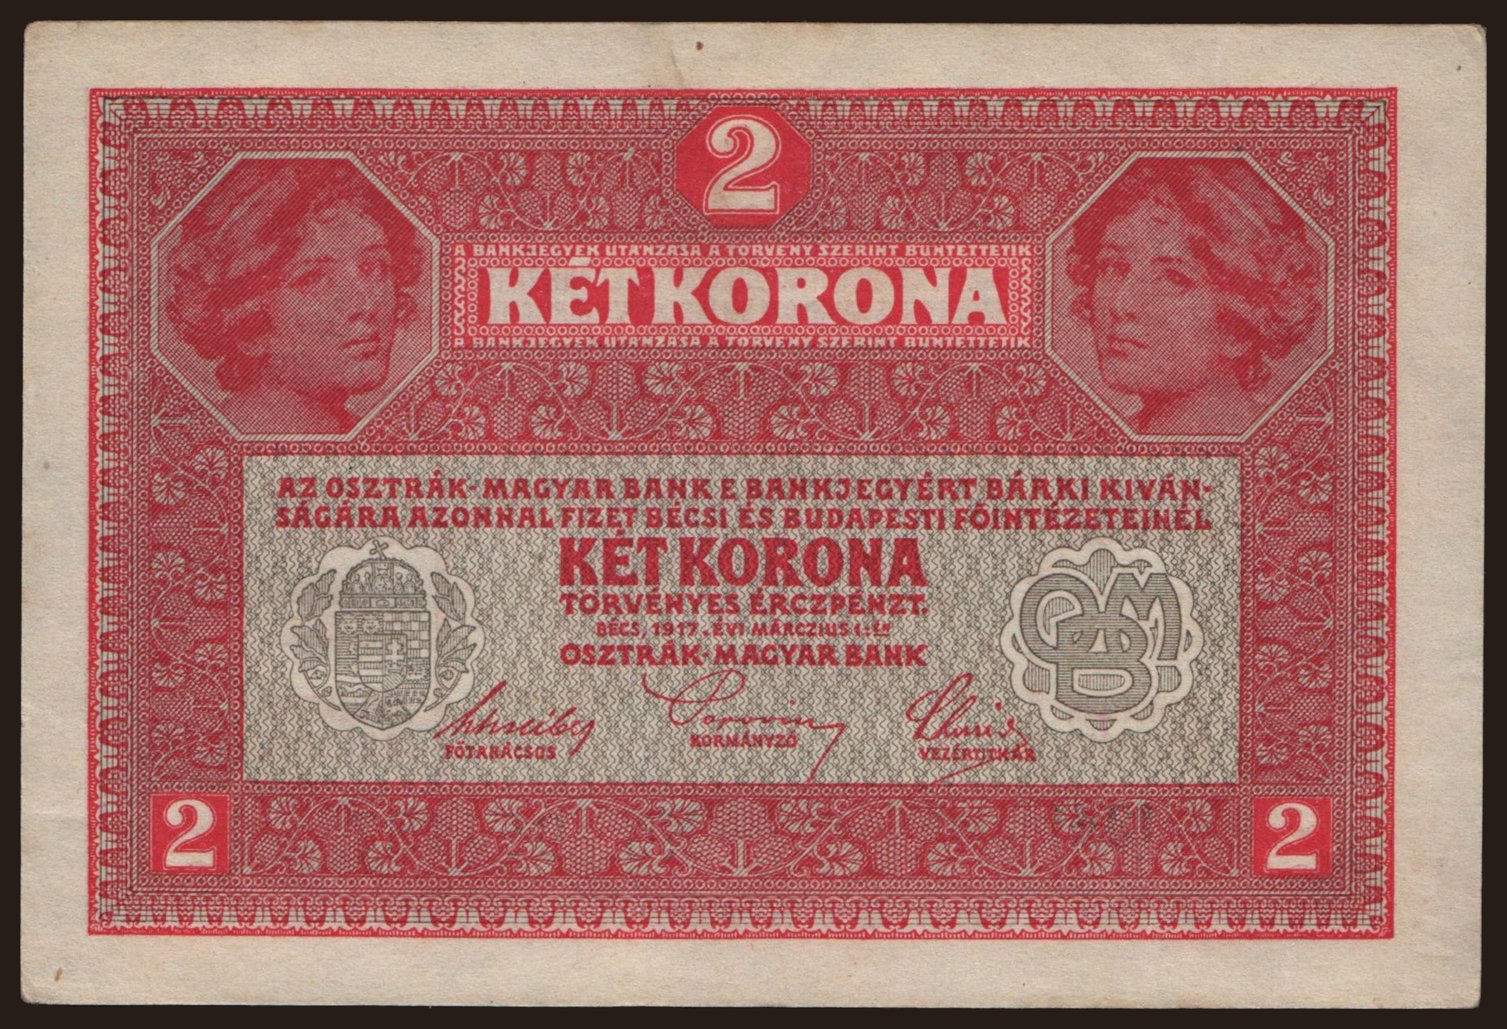 2
A BANKJEGYEK UTÁNZÁSA A TÖRVÉNY SZERINT BÜNTETTETIK
KÉT KORONA
A BANKJEGYEK UTÁNZÁSA A TÖRVÉNY SZERINT BÜNTETTETIK
AZ OSZTRÁK-MAGYAR BANK E BANKJEGYÉRT BÁRKI KIVÁN-
SÁGÁRA AZONNAL FIZET BÉCSI ÉS BUDAPESTI FŐINTÉZETEINÉL
KÉT KORONA
TÖRVÉNYES ÉRCZPÉNZT.
BÉCS, 1917. ÉVI MÁRCZIUS 1.-ÉN
OSZTRÁK-MAGYAR BANK
FŐTANÁCSOS KORMÁNYZÓ VEZÉRTITKÁR
2 2